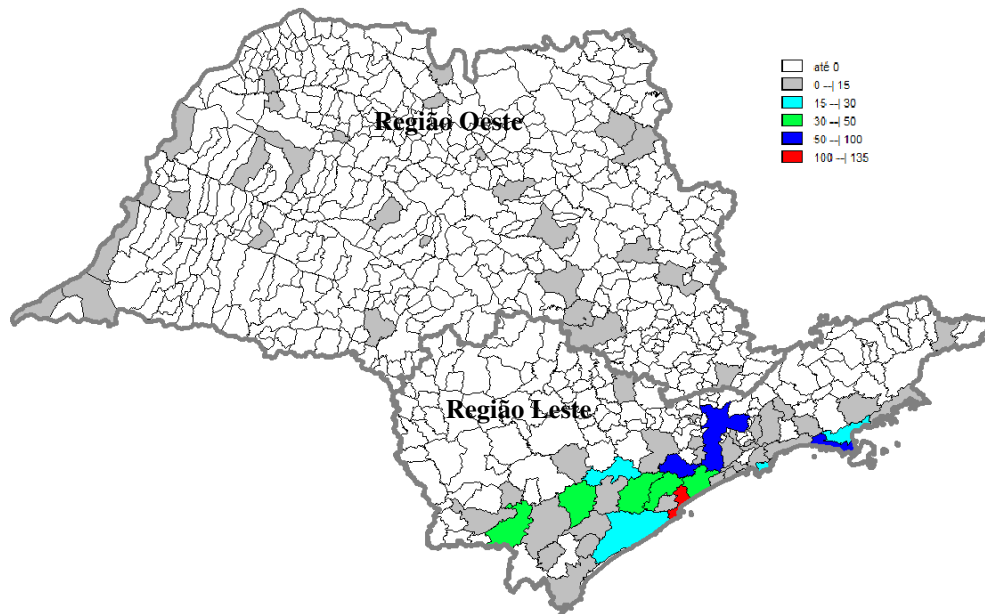 até 0
0 --| 15
15 --| 30
30 --| 50
50 --| 100
100 --| 135
Região Oeste
Região Leste